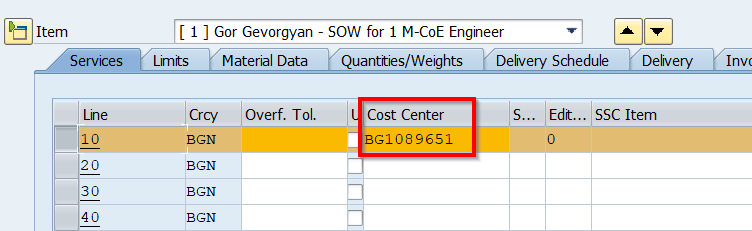 Item [ 1 ] Gor Gevorgyan - SOW for 1 M-CoE Engineer
Services Limits Material Data Quantities/Weights Delivery Schedule Delivery Invo
Line Crcy Overf. Tol. U Cost Center S... Edit... SSC Item
10 BGN BG1089651 0
20 BGN
30 BGN
40 BGN